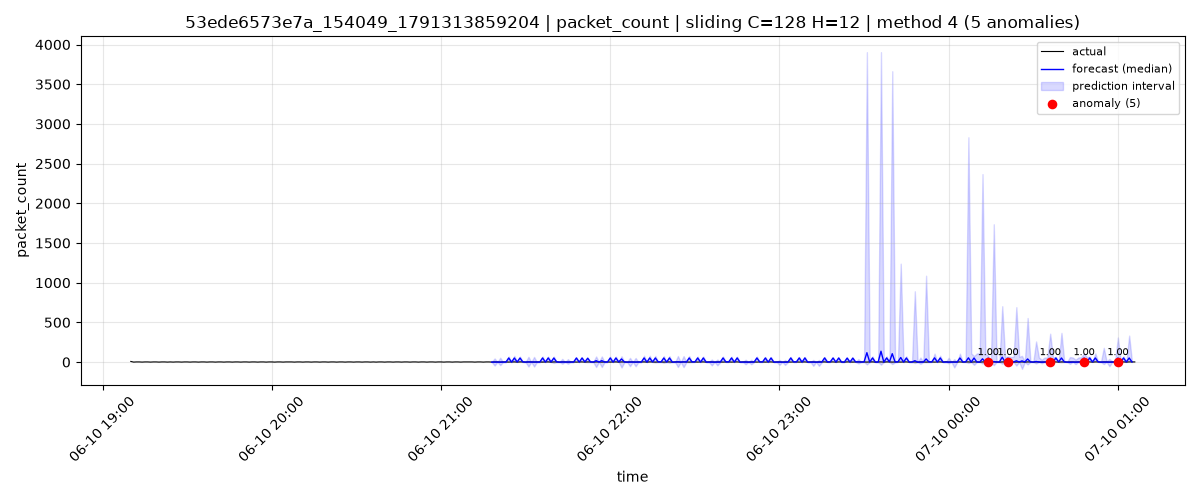 53ede6573e7a_154049_1791313859204 | packet_count | sliding C=128 H=12 | method 4 (5 anomalies)
actual
forecast (median)
prediction interval
anomaly (5)
packet_count
4000
3500
3000
2500
2000
1500
1000
500
0
1.00 1.00 1.00 1.00 1.00
06-10 19:00
06-10 20:00
06-10 21:00
06-10 22:00
06-10 23:00
07-10 00:00
07-10 01:00
time